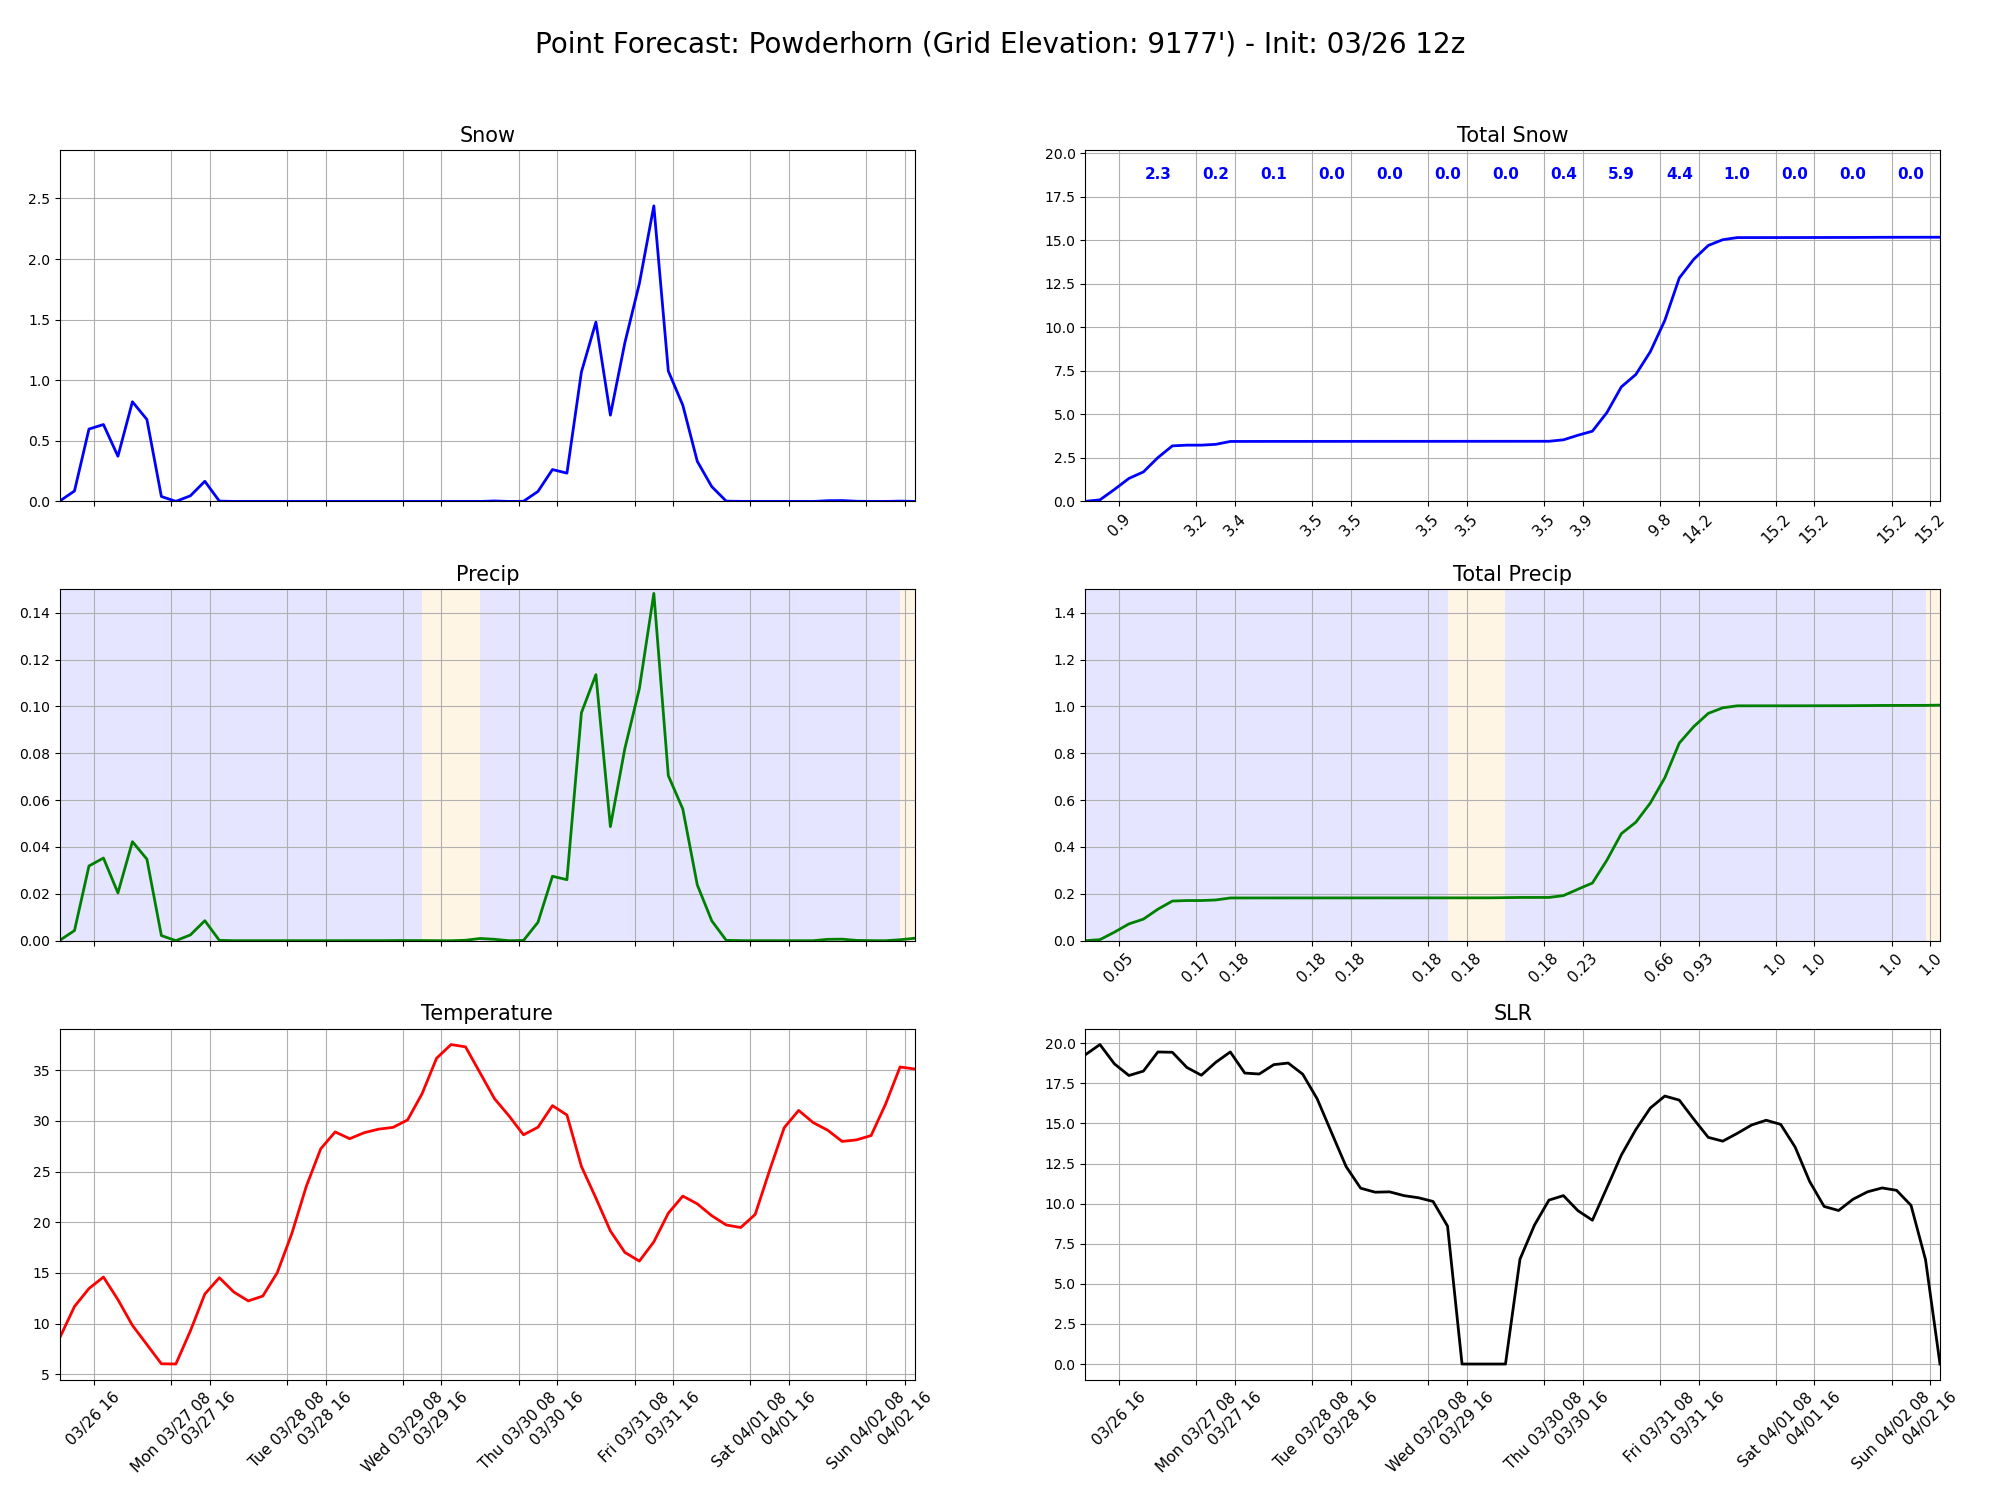 Point Forecast: Powderhorn (Grid Elevation: 9177') - Init: 03/26 12z
Snow
2.5
2.0
1.5
1.0
0.5
0.0
Total Snow
20.0
17.5
15.0
12.5
10.0
7.5
5.0
2.5
0.0
2.3 0.2 0.1 0.0 0.0 0.0 0.0 0.4 5.9 4.4 1.0 0.0 0.0 0.0
0.9 3.2 3.4 3.5 3.5 3.5 3.5 3.5 3.9 9.8 14.2 15.2 15.2 15.2 15.2
Precip
0.14
0.12
0.10
0.08
0.06
0.04
0.02
0.00
Total Precip
1.4
1.2
1.0
0.8
0.6
0.4
0.2
0.0
0.05 0.17 0.18 0.18 0.18 0.18 0.18 0.18 0.23 0.66 0.93 1.0 1.0 1.0 1.0
Temperature
35
30
25
20
15
10
5
03/26 16
Mon 03/27 08
03/27 16
Tue 03/28 08
03/28 16
Wed 03/29 08
03/29 16
Thu 03/30 08
03/30 16
Fri 03/31 08
03/31 16
Sat 04/01 08
04/01 16
Sun 04/02 08
04/02 16
SLR
20.0
17.5
15.0
12.5
10.0
7.5
5.0
2.5
0.0
03/26 16
Mon 03/27 08
03/27 16
Tue 03/28 08
03/28 16
Wed 03/29 08
03/29 16
Thu 03/30 08
03/30 16
Fri 03/31 08
03/31 16
Sat 04/01 08
04/01 16
Sun 04/02 08
04/02 16